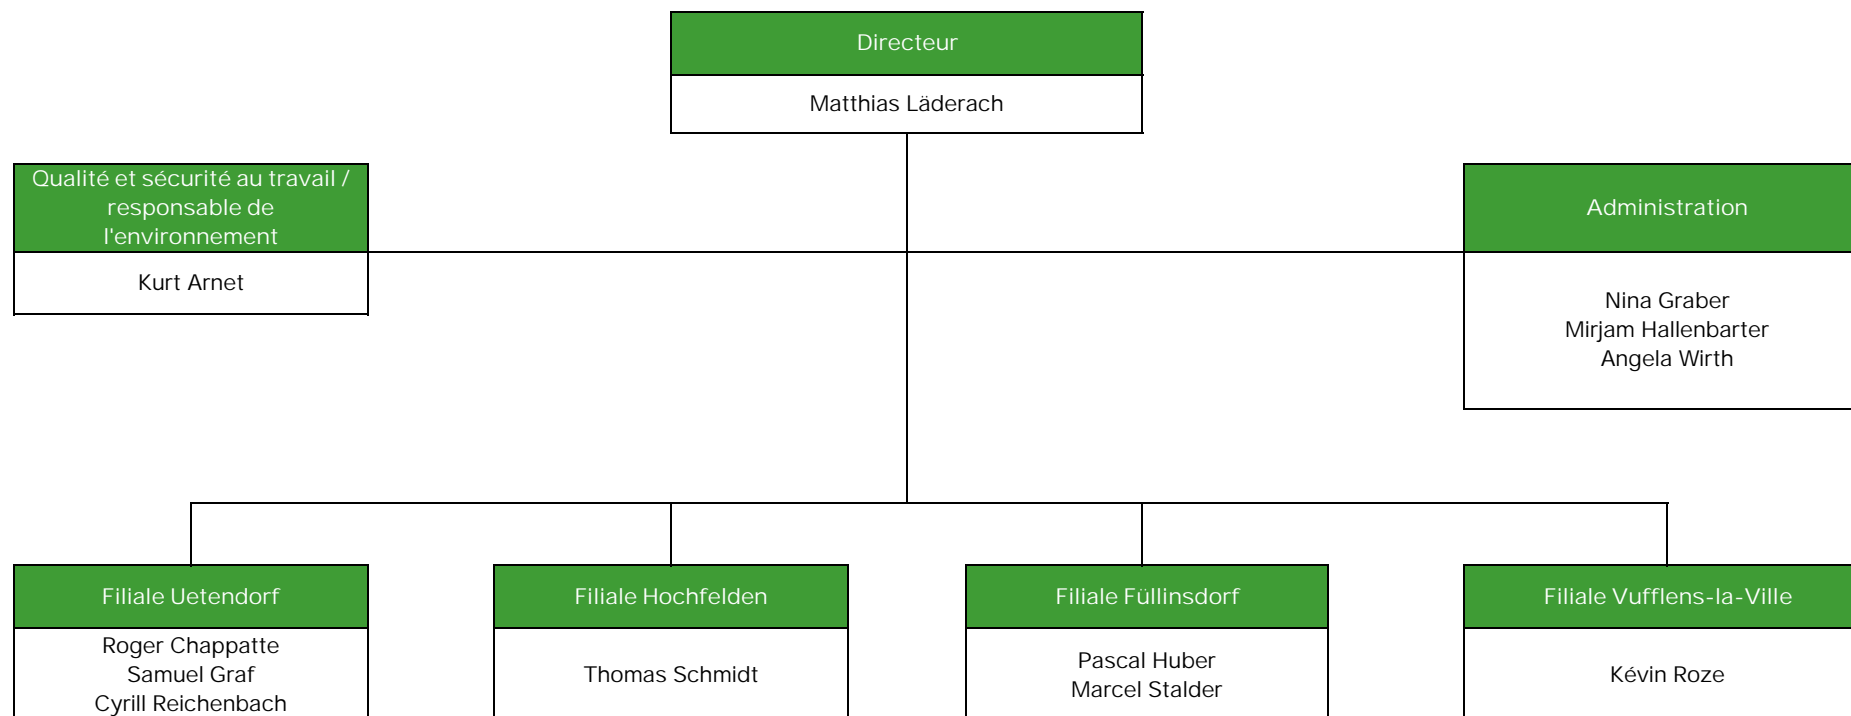 Directeur
Matthias Läderach
Qualité et sécurité au travail /
responsable de
l'environnement
Kurt Arnet
Administration
Nina Graber
Mirjam Hallenbarter
Angela Wirth
Filiale Uetendorf
Roger Chappatte
Samuel Graf
Cyrill Reichenbach
Filiale Hochfelden
Thomas Schmidt
Filiale Füllinsdorf
Pascal Huber
Marcel Stalder
Filiale Vufflens-la-Ville
Kévin Roze